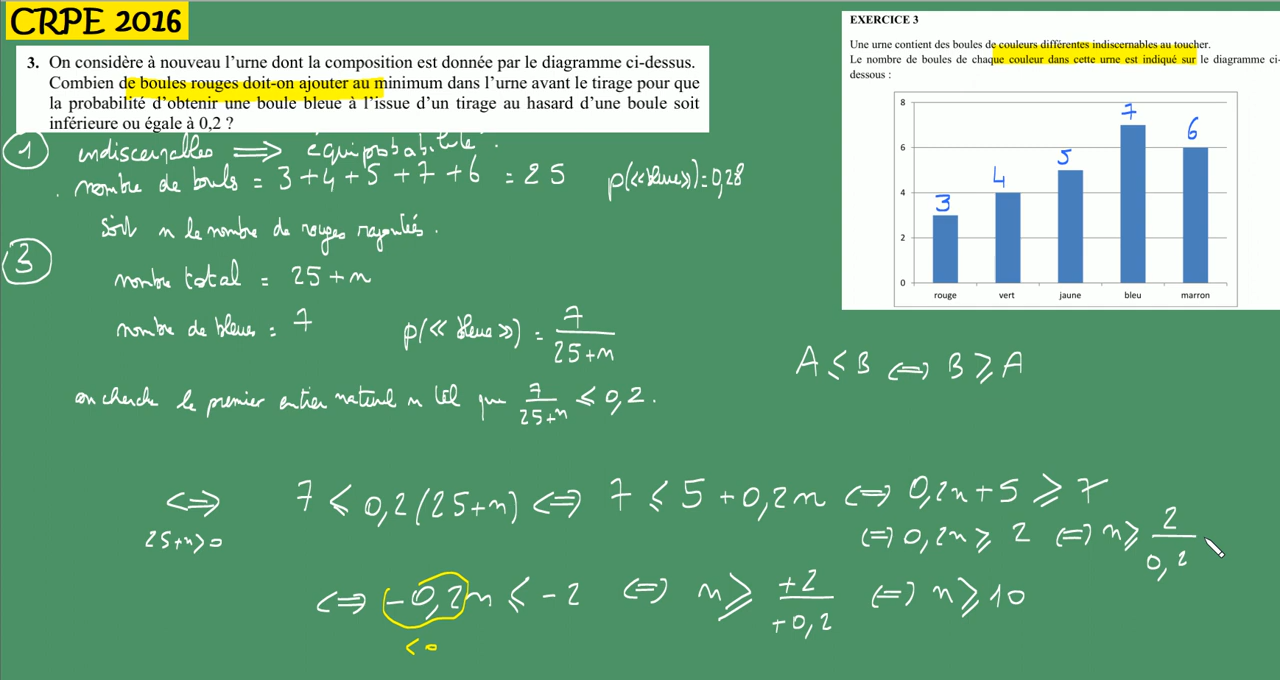 CRPE 2016
3. On considère à nouveau l'urne dont la composition est donnée par le diagramme ci-dessus.
Combien de boules rouges doit-on ajouter au minimum dans l'urne avant le tirage pour que
la probabilité d'obtenir une boule bleue à l'issue d'un tirage au hasard d'une boule soit
inférieure ou égale à 0,2 ?
EXERCICE 3
Une urne contient des boules de couleurs différentes indiscernables au toucher.
Le nombre de boules de chaque couleur dans cette urne est indiqué sur le diagramme ci-
dessous :
8
6
4
2
0
3
4
5
7
6
rouge vert jaune bleu marron
1 indiscernables ⟹ équiprobabilité.
. nombre de bouls = 3+4+5+7+6 = 25 p(«bleue»)=0,28
soit n le nombre de rouges rajoutés.
3
nombre total = 25+n
nombre de bleues = 7 p(« bleue ») = 7/(25+n)
on cherche le premier entier naturel n tel que 7/(25+n) ≤ 0,2.
A ≤ B ⟺ B ≥ A
⟺ 7 ≤ 0,2(25+n) ⟺ 7 ≤ 5+0,2n ⟺ 0,2n+5 ≥ 7
25+n>0
⟺ 0,2n ≥ 2 ⟺ n ≥ 2/0,2
⟺ -0,2n ≤ -2 ⟺ n ≥ +2/+0,2 ⟺ n ≥ 10
<0